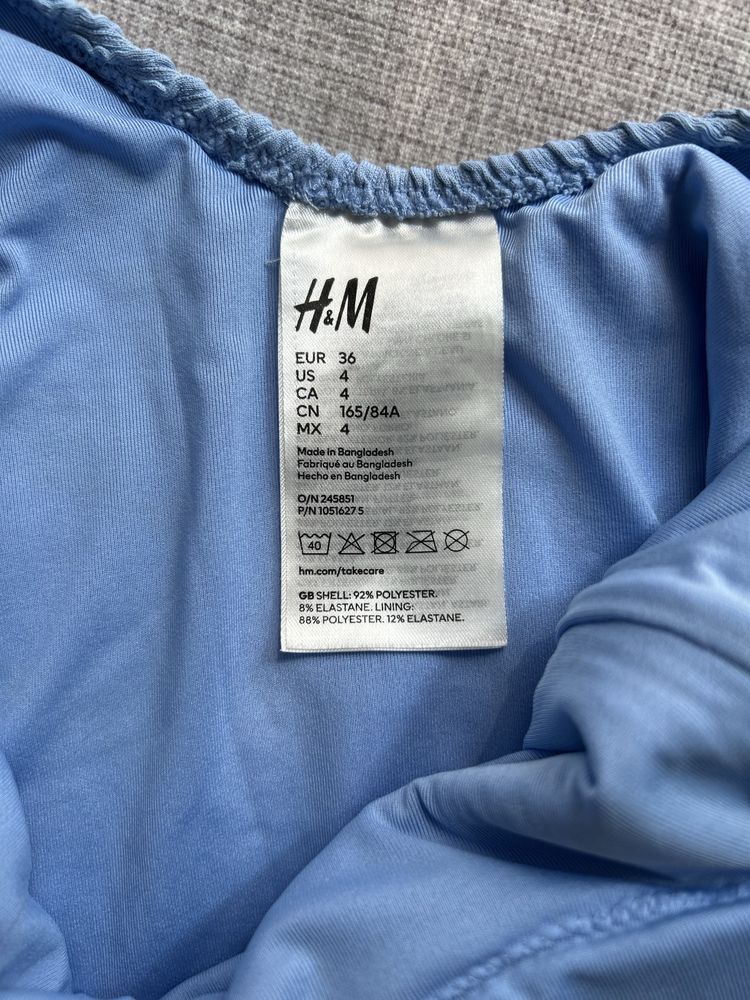 H&M
EUR 36
US 4
CA 4
CN 165/84A
MX 4
Made in Bangladesh
Fabriqué au Bangladesh
Hecho en Bangladesh
O/N 245851
P/N 1051627 5
40
hm.com/takecare
GB SHELL: 92% POLYESTER.
8% ELASTANE. LINING:
88% POLYESTER. 12% ELASTANE.